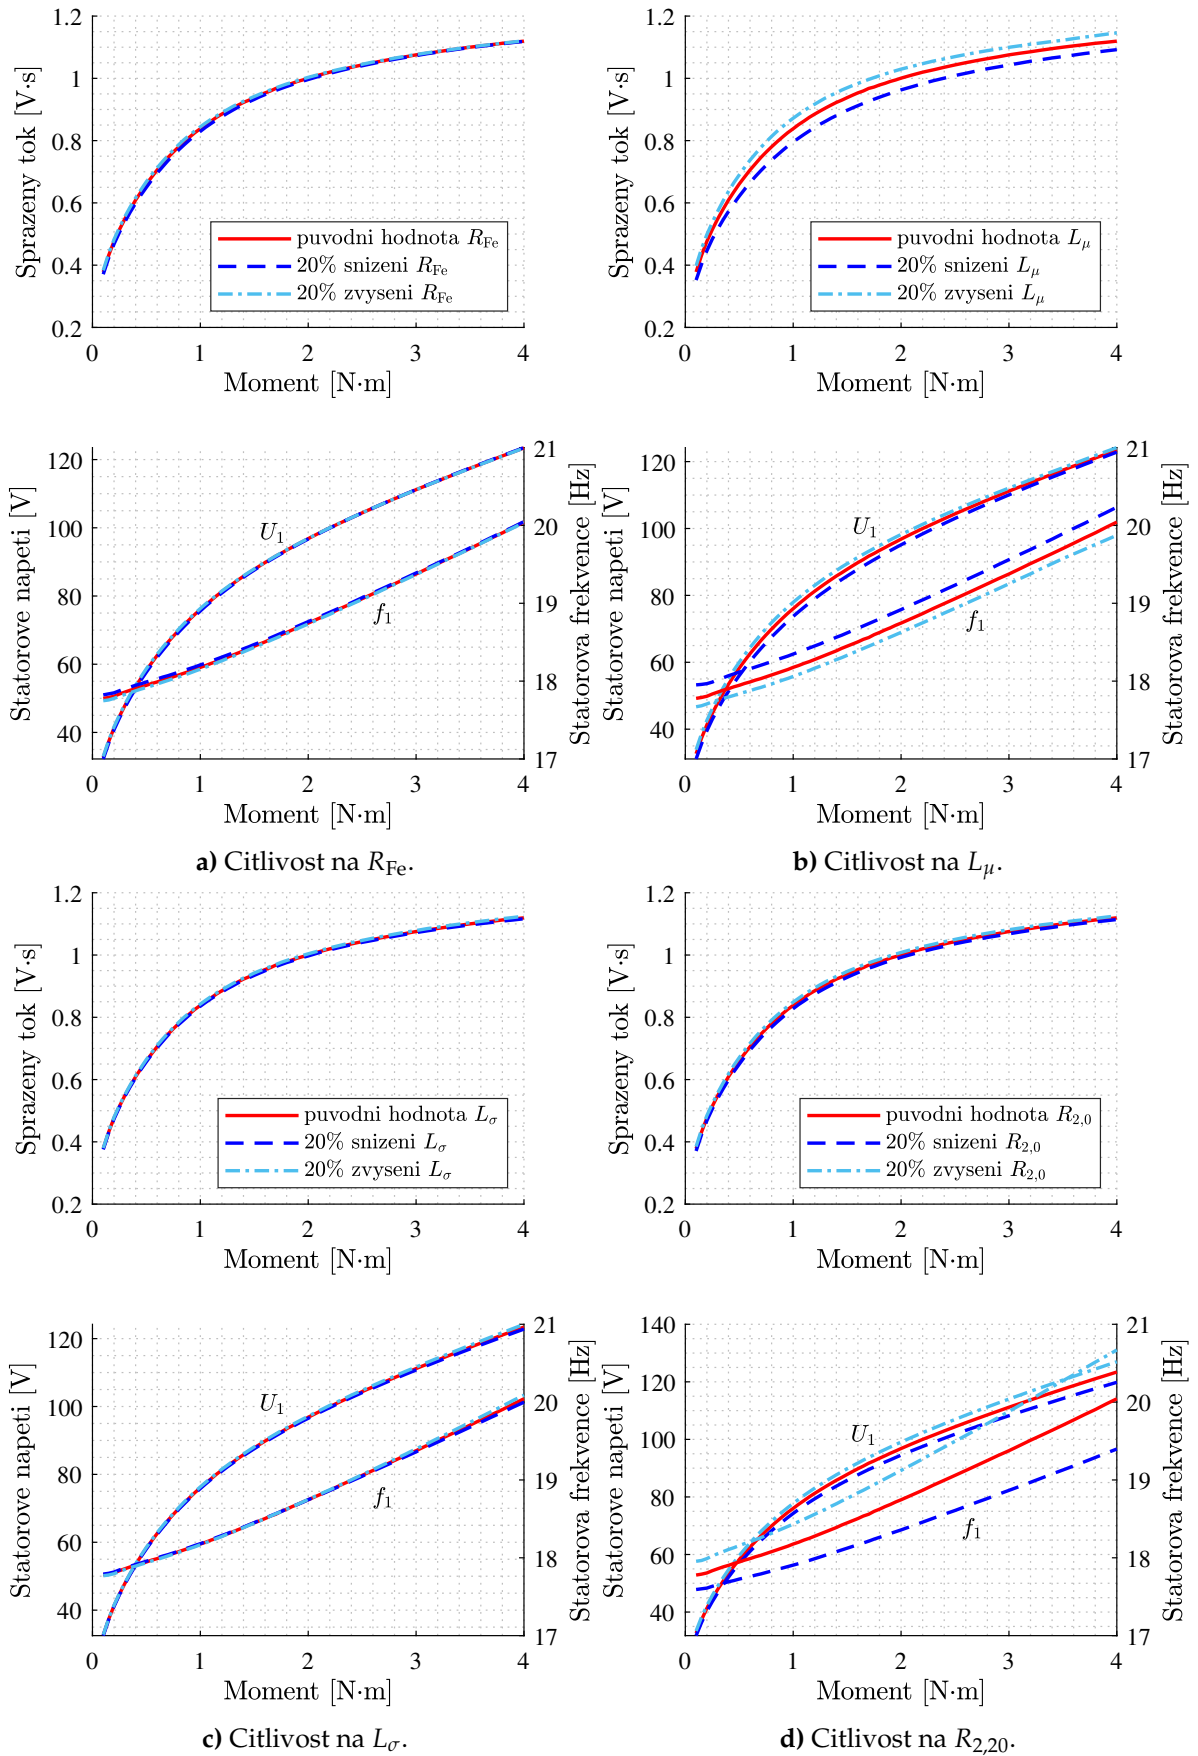 1.2
1
0.8
0.6
0.4
0.2
0 1 2 3 4
Sprazeny tok [V·s]
Moment [N·m]
puvodni hodnota R_Fe
20% snizeni R_Fe
20% zvyseni R_Fe
1.2
1
0.8
0.6
0.4
0.2
0 1 2 3 4
Sprazeny tok [V·s]
Moment [N·m]
puvodni hodnota L_μ
20% snizeni L_μ
20% zvyseni L_μ
120
100
80
60
40
21
20
19
18
17
0 1 2 3 4
Statorove napeti [V]
Statorova frekvence [Hz]
Moment [N·m]
U_1
f_1
120
100
80
60
40
21
20
19
18
17
0 1 2 3 4
Statorove napeti [V]
Statorova frekvence [Hz]
Moment [N·m]
U_1
f_1
a) Citlivost na R_Fe.
b) Citlivost na L_μ.
1.2
1
0.8
0.6
0.4
0.2
0 1 2 3 4
Sprazeny tok [V·s]
Moment [N·m]
puvodni hodnota L_σ
20% snizeni L_σ
20% zvyseni L_σ
1.2
1
0.8
0.6
0.4
0.2
0 1 2 3 4
Sprazeny tok [V·s]
Moment [N·m]
puvodni hodnota R_2,0
20% snizeni R_2,0
20% zvyseni R_2,0
120
100
80
60
40
21
20
19
18
17
0 1 2 3 4
Statorove napeti [V]
Statorova frekvence [Hz]
Moment [N·m]
U_1
f_1
140
120
100
80
60
40
21
20
19
18
17
0 1 2 3 4
Statorove napeti [V]
Statorova frekvence [Hz]
Moment [N·m]
U_1
f_1
c) Citlivost na L_σ.
d) Citlivost na R_2,20.